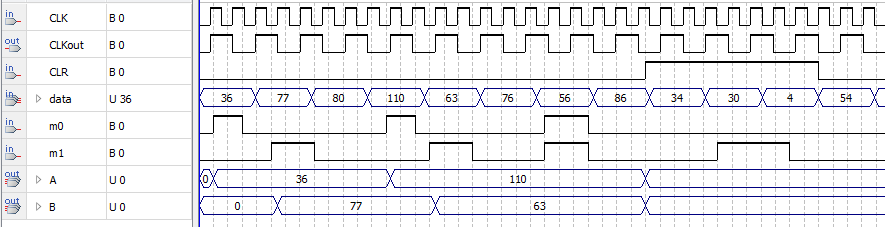 in CLK B 0
out CLKout B 0
in CLR B 0
in data U 36 36 77 80 110 63 76 56 86 34 30 4 54
in m0 B 0
in m1 B 0
out A U 0 0 36 110
out B U 0 0 77 63